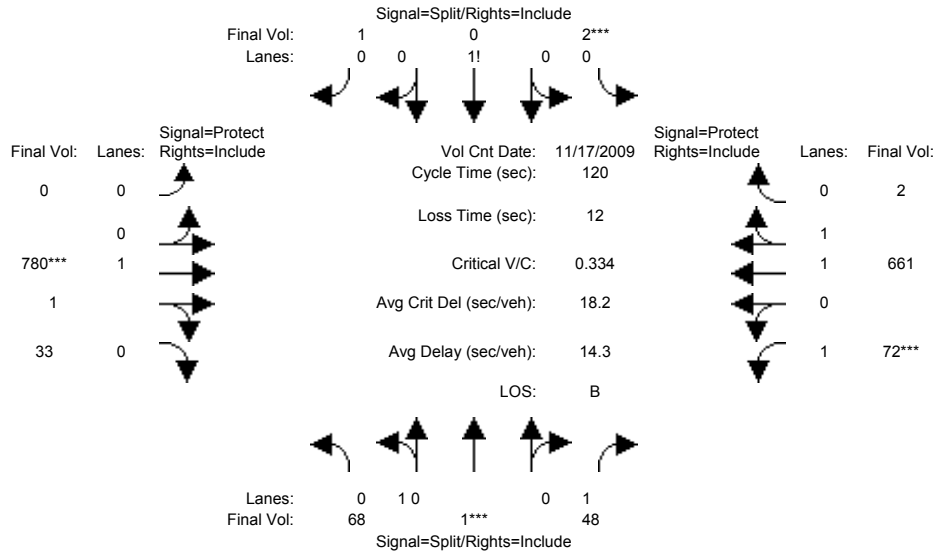 Signal=Split/Rights=Include
Final Vol: 1 0 2***
Lanes: 0 0 1! 0 0
Signal=Protect Signal=Protect
Final Vol: Lanes: Rights=Include Vol Cnt Date: 11/17/2009 Rights=Include Lanes: Final Vol:
Cycle Time (sec): 120
0 0 0 2
Loss Time (sec): 12
0 1
780*** 1 Critical V/C: 0.334 1 661
1 Avg Crit Del (sec/veh): 18.2 0
33 0 Avg Delay (sec/veh): 14.3 1 72***
LOS: B
Lanes: 0 1 0 0 1
Final Vol: 68 1*** 48
Signal=Split/Rights=Include